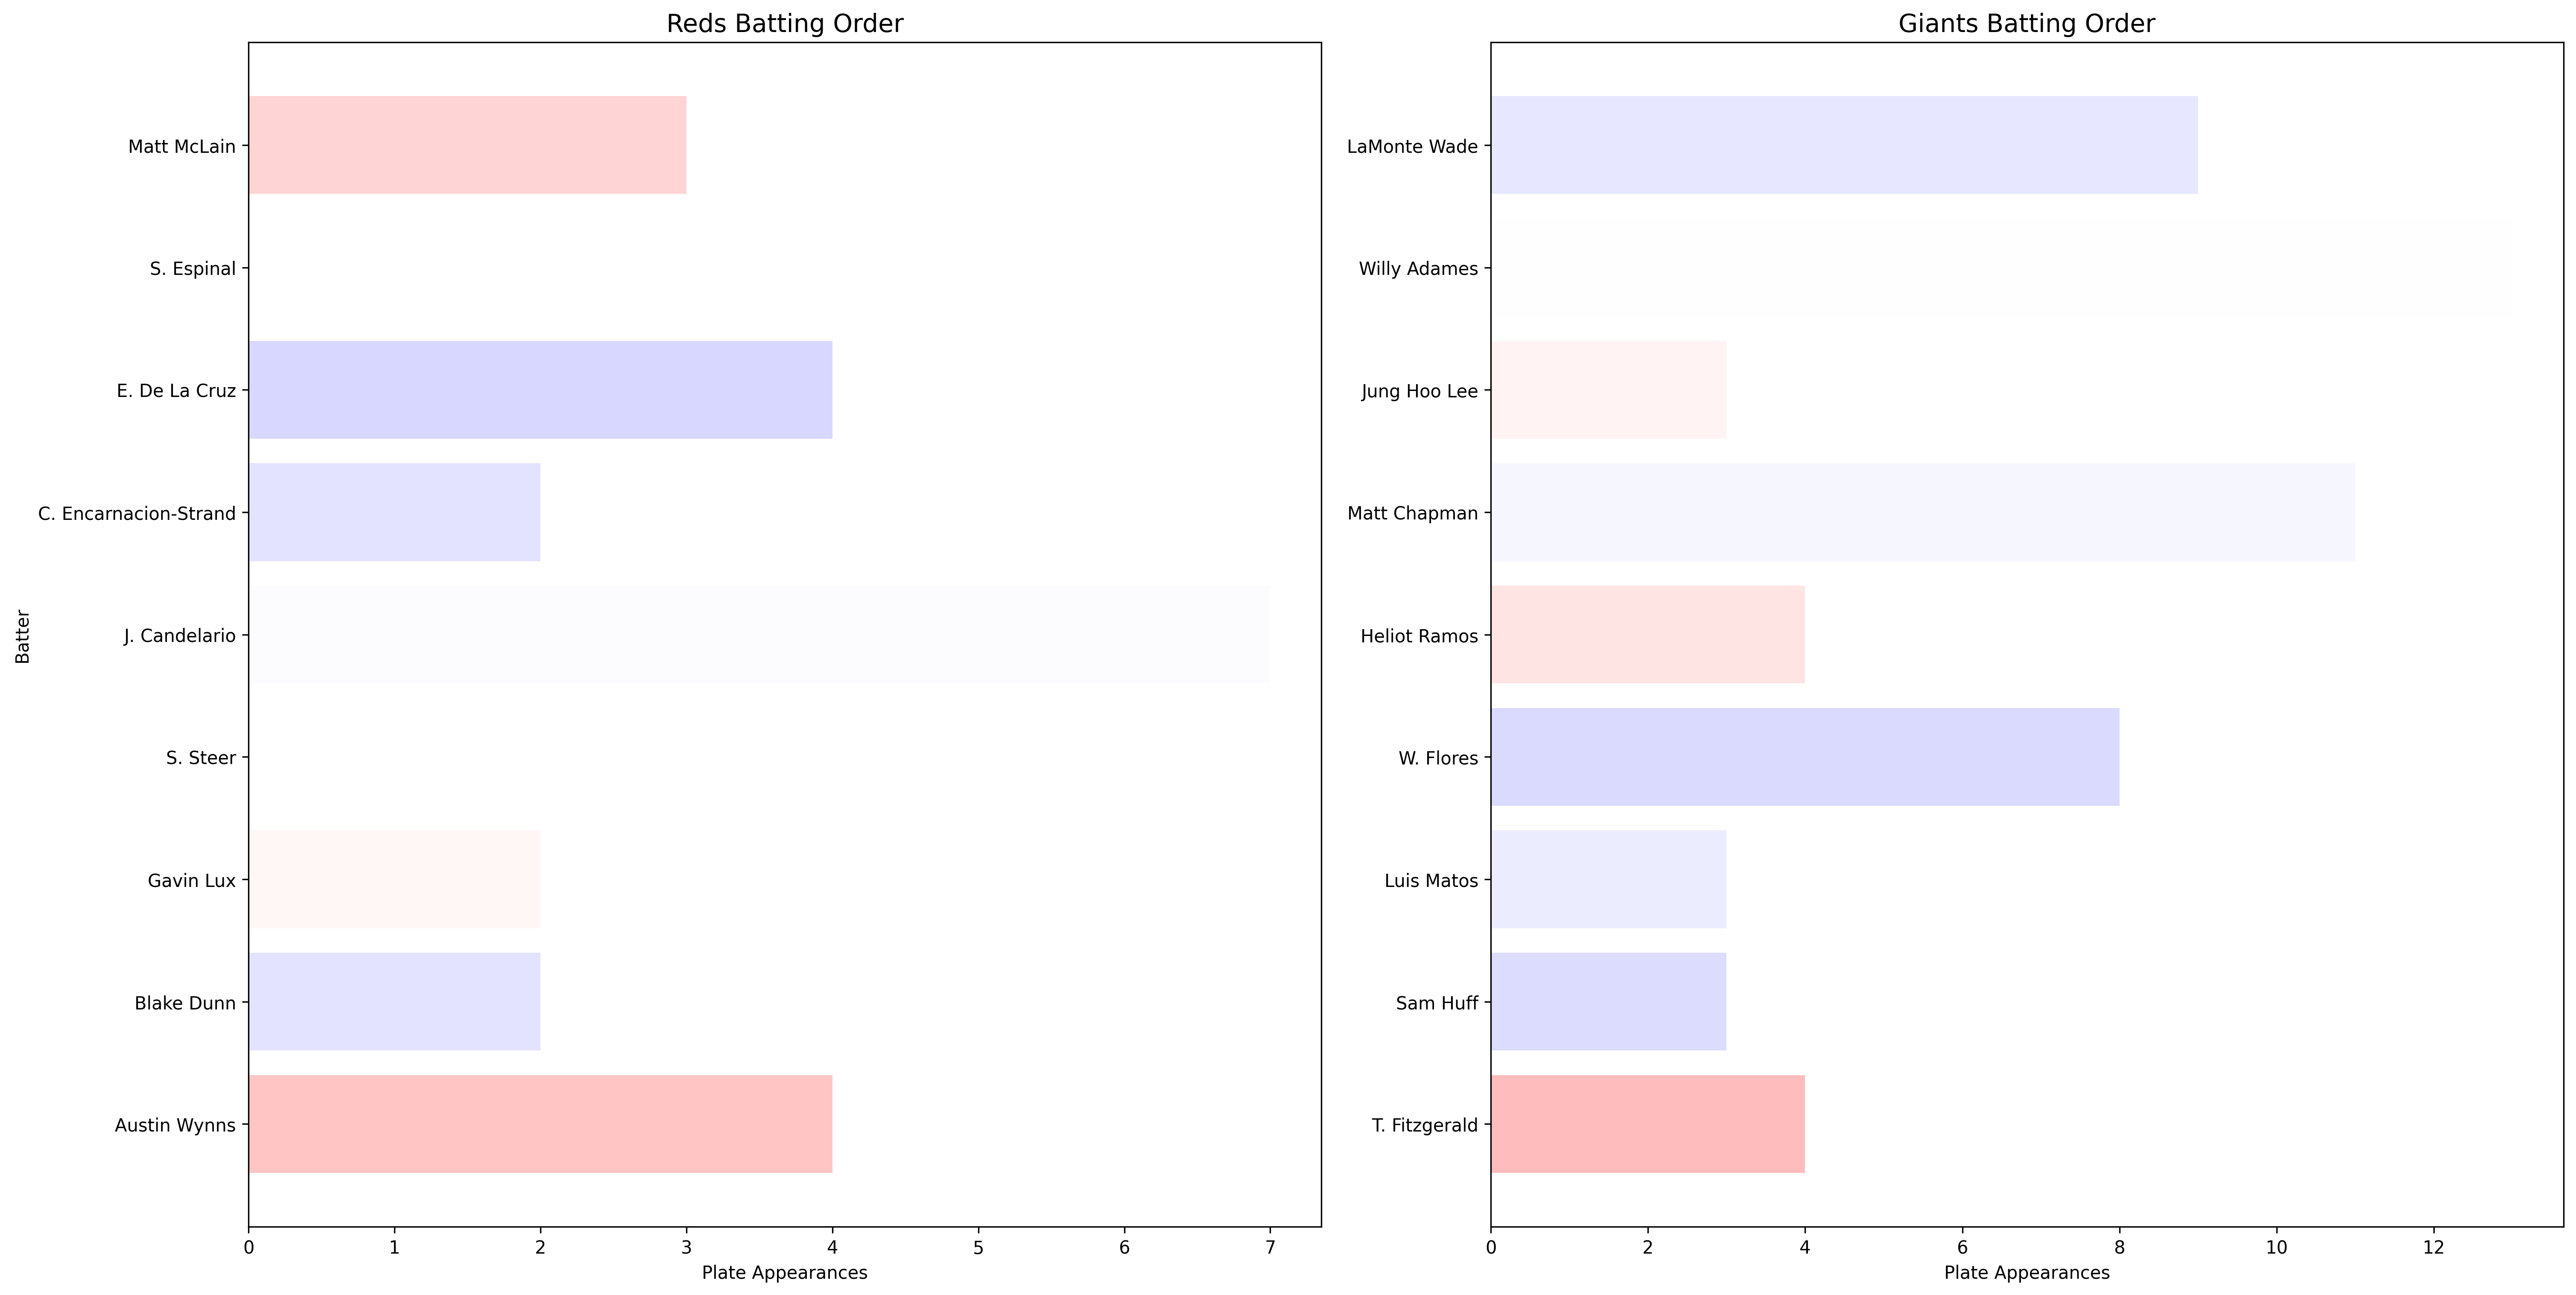 Reds Batting Order
Batter
Matt McLain
S. Espinal
E. De La Cruz
C. Encarnacion-Strand
J. Candelario
S. Steer
Gavin Lux
Blake Dunn
Austin Wynns
0 1 2 3 4 5 6 7
Plate Appearances
Giants Batting Order
LaMonte Wade
Willy Adames
Jung Hoo Lee
Matt Chapman
Heliot Ramos
W. Flores
Luis Matos
Sam Huff
T. Fitzgerald
0 2 4 6 8 10 12
Plate Appearances